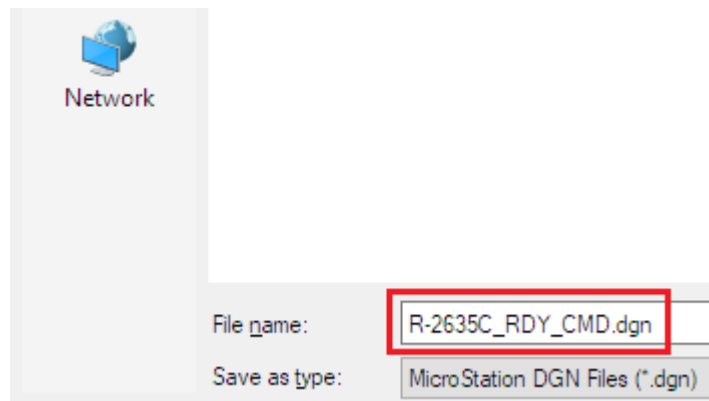 Network
File name: R-2635C_RDY_CMD.dgn
Save as type: MicroStation DGN Files (*.dgn)